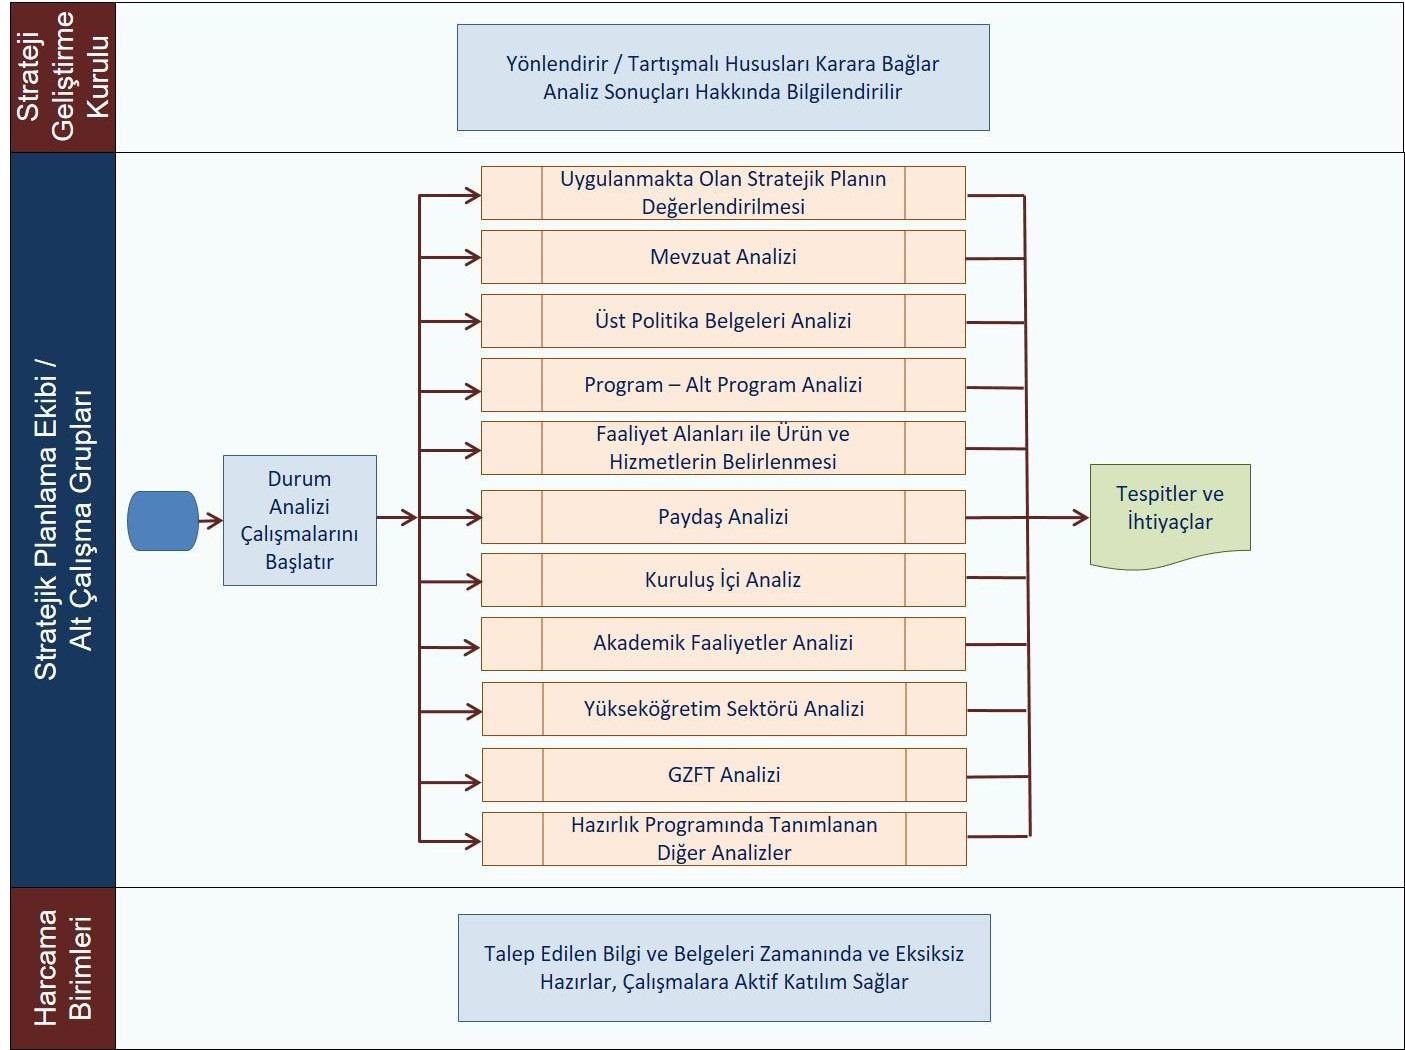 Strateji
Geliştirme
Kurulu
Yönlendirir / Tartışmalı Hususları Karara Bağlar
Analiz Sonuçları Hakkında Bilgilendirilir
Stratejik Planlama Ekibi /
Alt Çalışma Grupları
Durum
Analizi
Çalışmalarını
Başlatır
Uygulanmakta Olan Stratejik Planın
Değerlendirilmesi
Mevzuat Analizi
Üst Politika Belgeleri Analizi
Program – Alt Program Analizi
Faaliyet Alanları ile Ürün ve
Hizmetlerin Belirlenmesi
Paydaş Analizi
Kuruluş İçi Analiz
Akademik Faaliyetler Analizi
Yükseköğretim Sektörü Analizi
GZFT Analizi
Hazırlık Programında Tanımlanan
Diğer Analizler
Tespitler ve
İhtiyaçlar
Harcama
Birimleri
Talep Edilen Bilgi ve Belgeleri Zamanında ve Eksiksiz
Hazırlar, Çalışmalara Aktif Katılım Sağlar